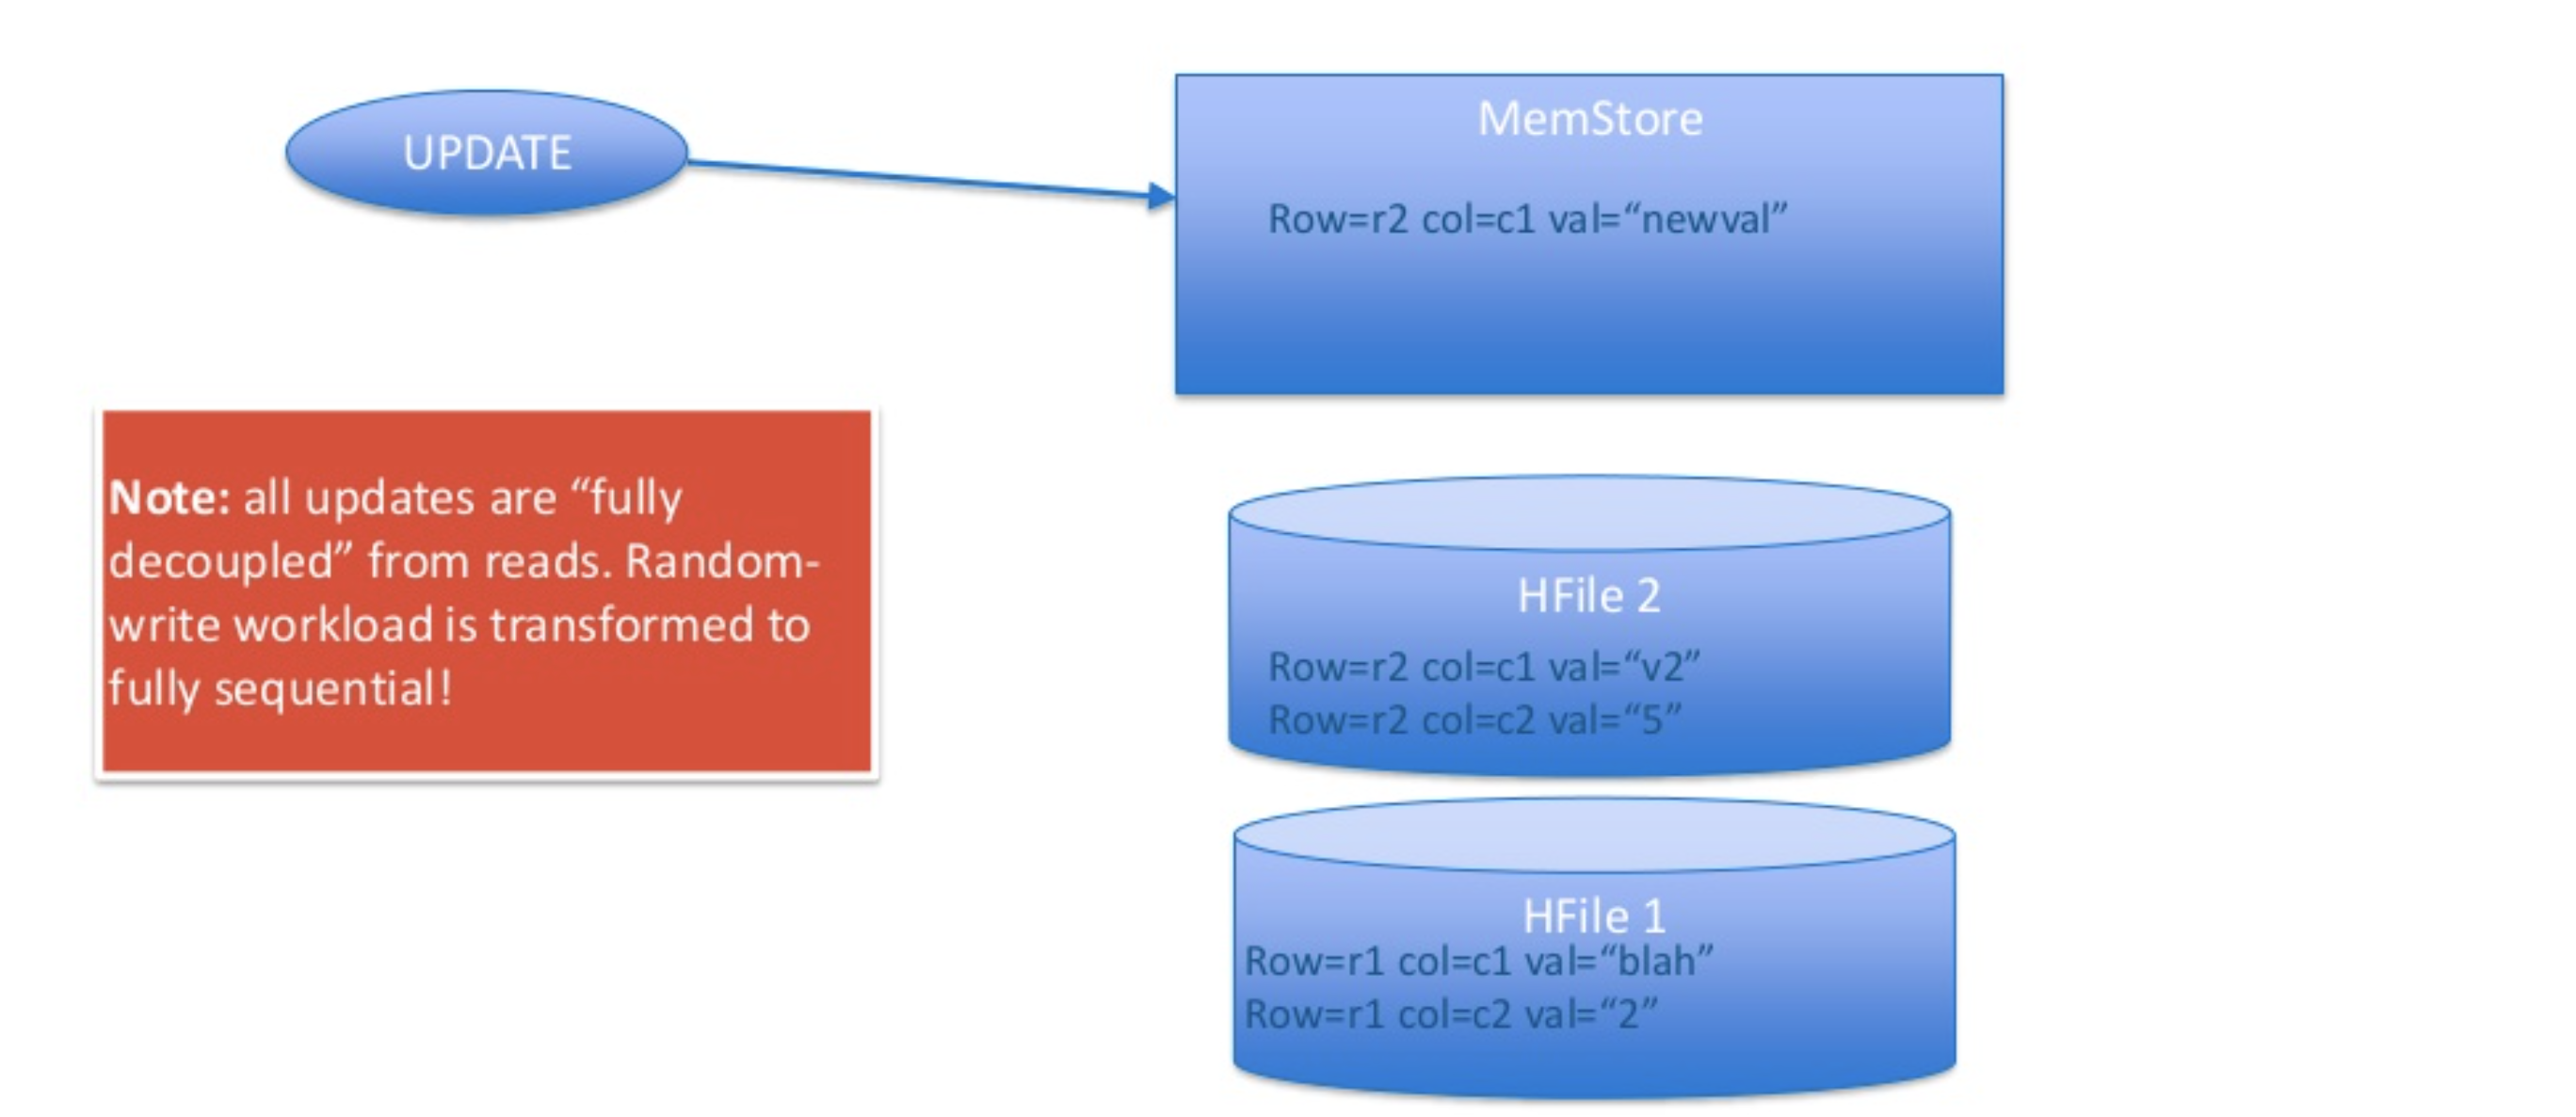 UPDATE
MemStore
Row=r2 col=c1 val=“newval”
Note: all updates are “fully
decoupled” from reads. Random-
write workload is transformed to
fully sequential!
HFile 2
Row=r2 col=c1 val=“v2”
Row=r2 col=c2 val=“5”
HFile 1
Row=r1 col=c1 val=“blah”
Row=r1 col=c2 val=“2”